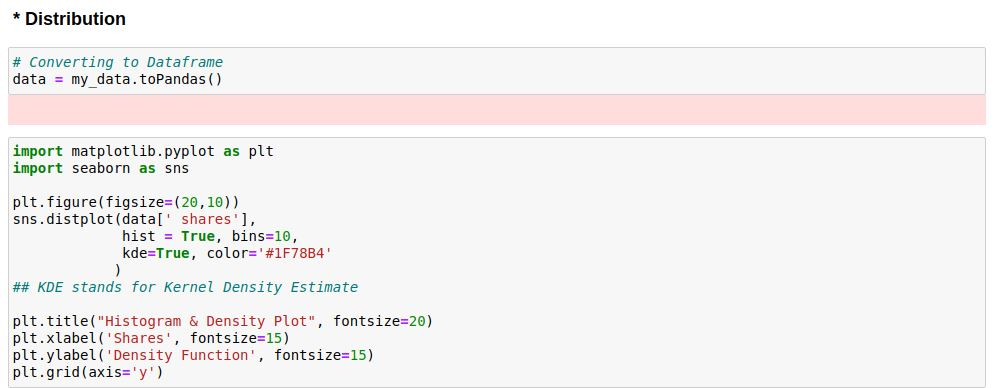 * Distribution
# Converting to Dataframe
data = my_data.toPandas()
import matplotlib.pyplot as plt
import seaborn as sns
plt.figure(figsize=(20,10))
sns.distplot(data[' shares'],
hist = True, bins=10,
kde=True, color='#1F78B4'
)
## KDE stands for Kernel Density Estimate
plt.title("Histogram & Density Plot", fontsize=20)
plt.xlabel('Shares', fontsize=15)
plt.ylabel('Density Function', fontsize=15)
plt.grid(axis='y')